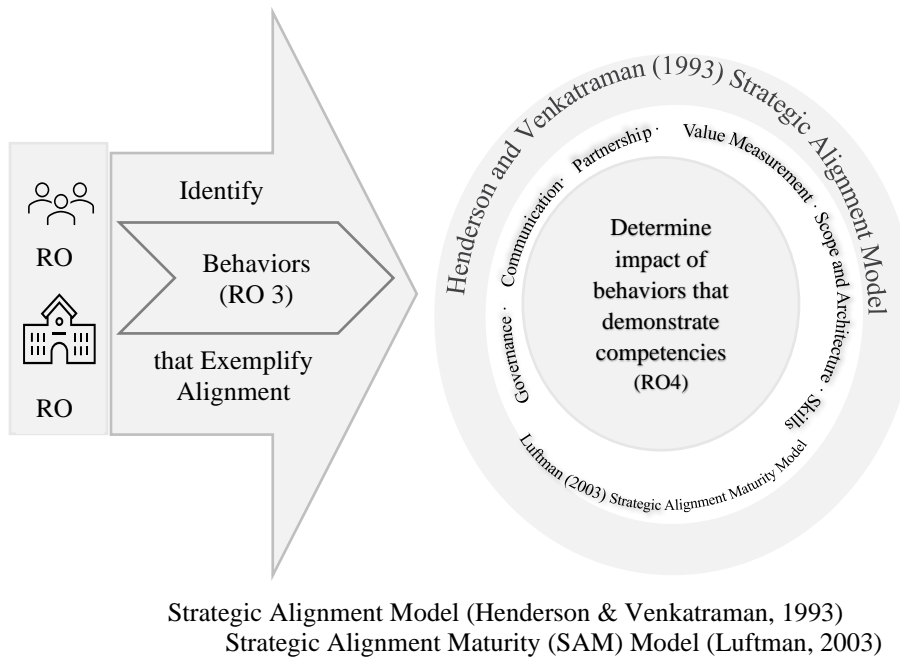 RO
RO
Identify
Behaviors
(RO 3)
that Exemplify
Alignment
Henderson and Venkatraman (1993) Strategic Alignment Model
Governance · Communication· Partnership · Value Measurement · Scope and Architecture · Skills
Luftman (2003) Strategic Alignment Maturity Model
Determine
impact of
behaviors that
demonstrate
competencies
(RO4)
Strategic Alignment Model (Henderson & Venkatraman, 1993)
Strategic Alignment Maturity (SAM) Model (Luftman, 2003)